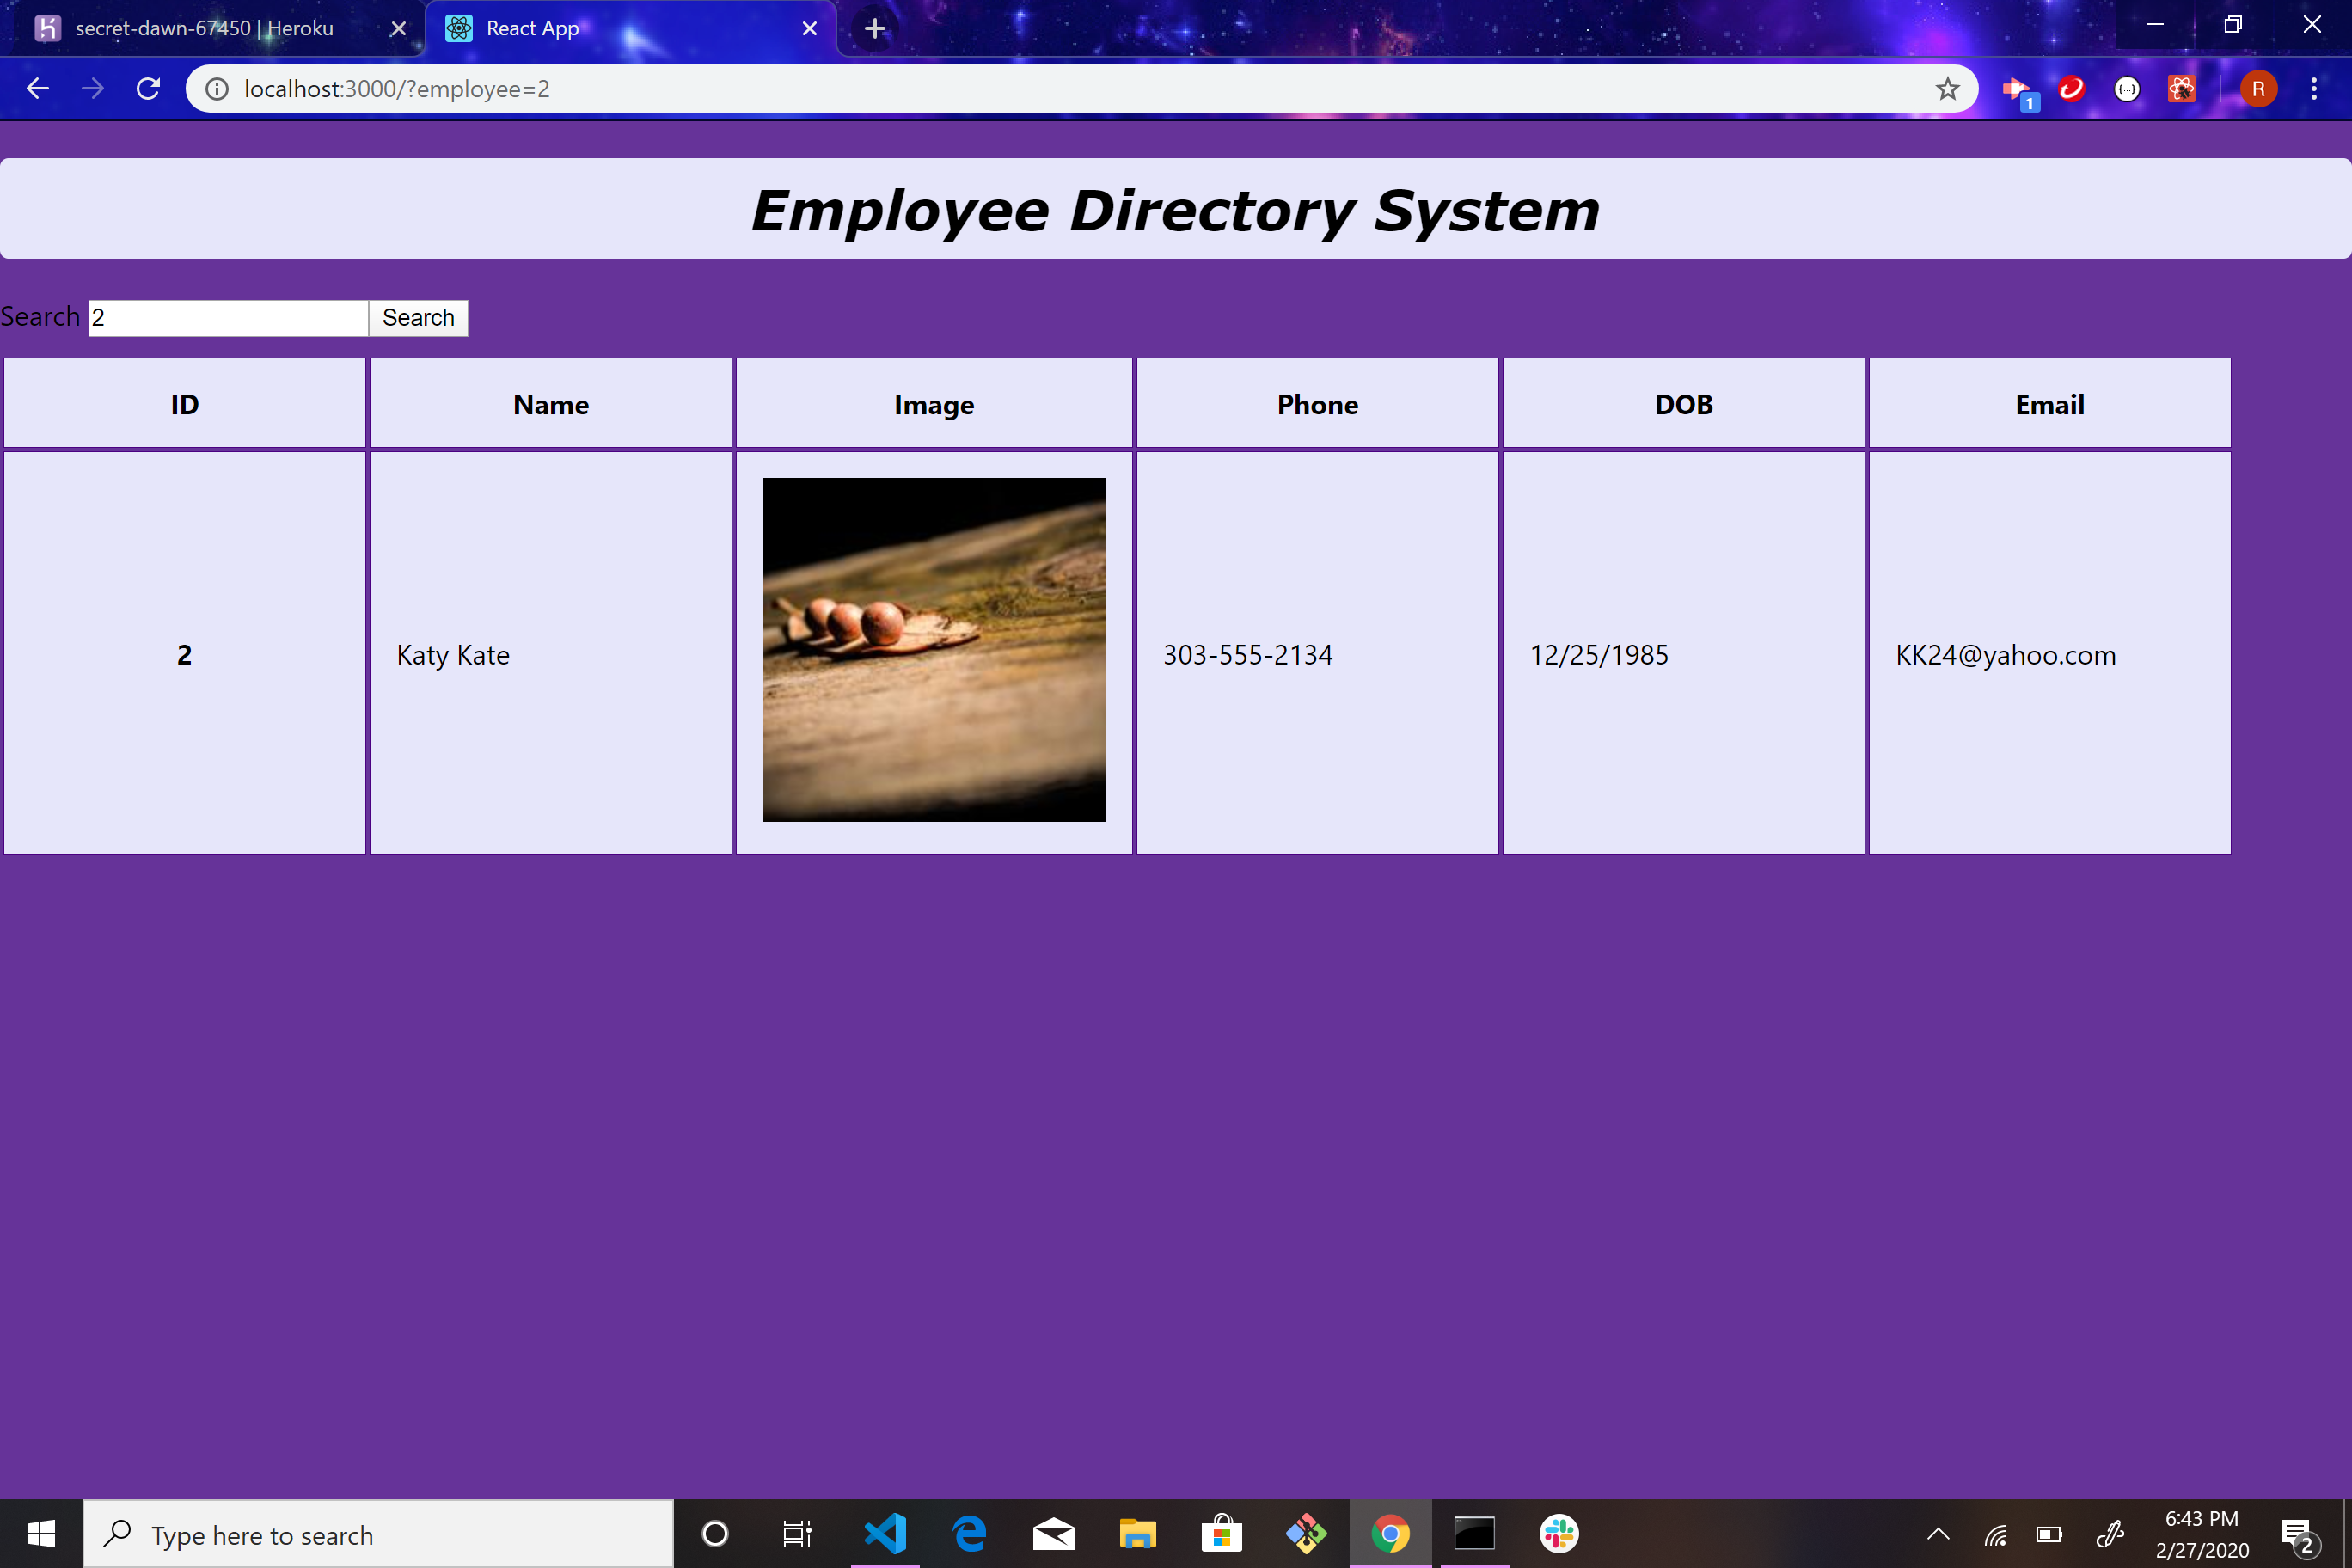 secret-dawn-67450 | Heroku
React App
localhost:3000/?employee=2
1
R
Employee Directory System
Search 2 Search
ID Name Image Phone DOB Email
2 Katy Kate 303-555-2134 12/25/1985 KK24@yahoo.com
Type here to search
6:43 PM
2/27/2020
2